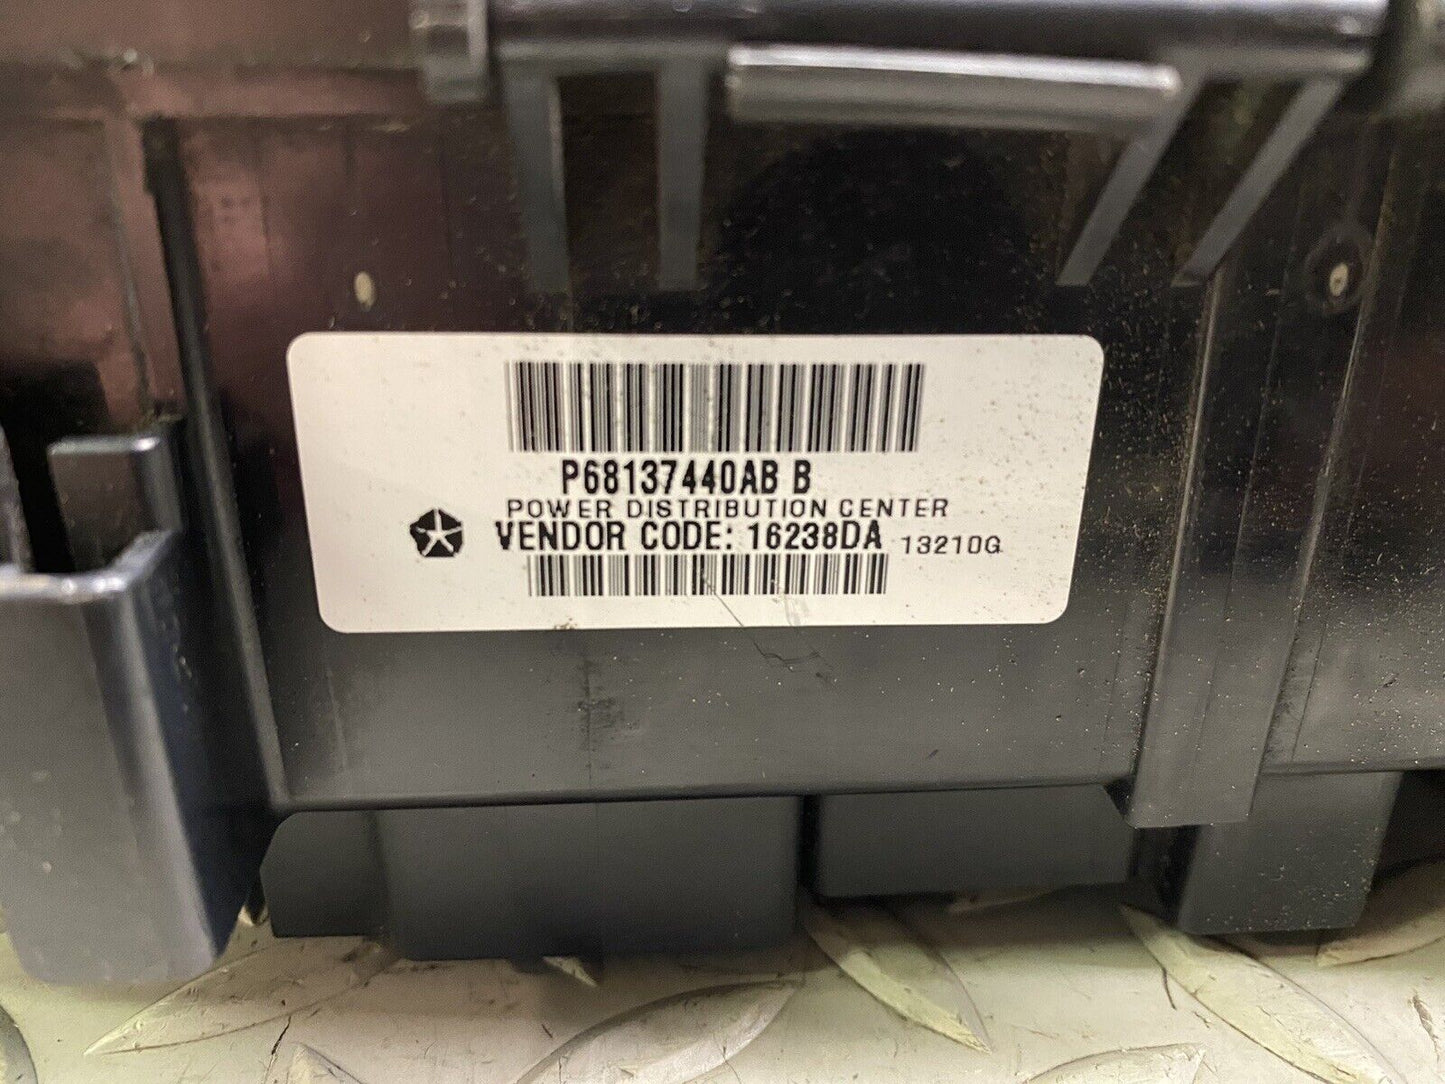 P68137440AB B
POWER DISTRIBUTION CENTER
VENDOR CODE: 16238DA 13210G